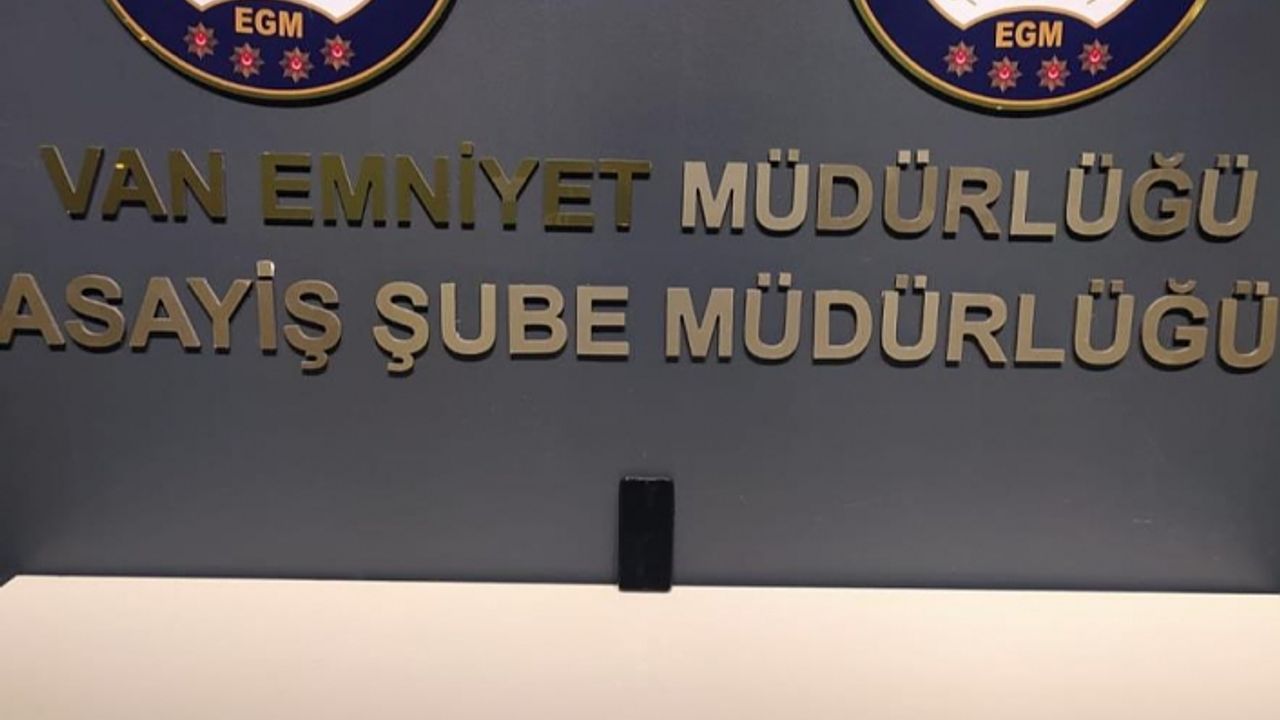 EGM EGM
VAN EMNİYET MÜDÜRLÜĞÜ
ASAYİŞ ŞUBE MÜDÜRLÜĞÜ